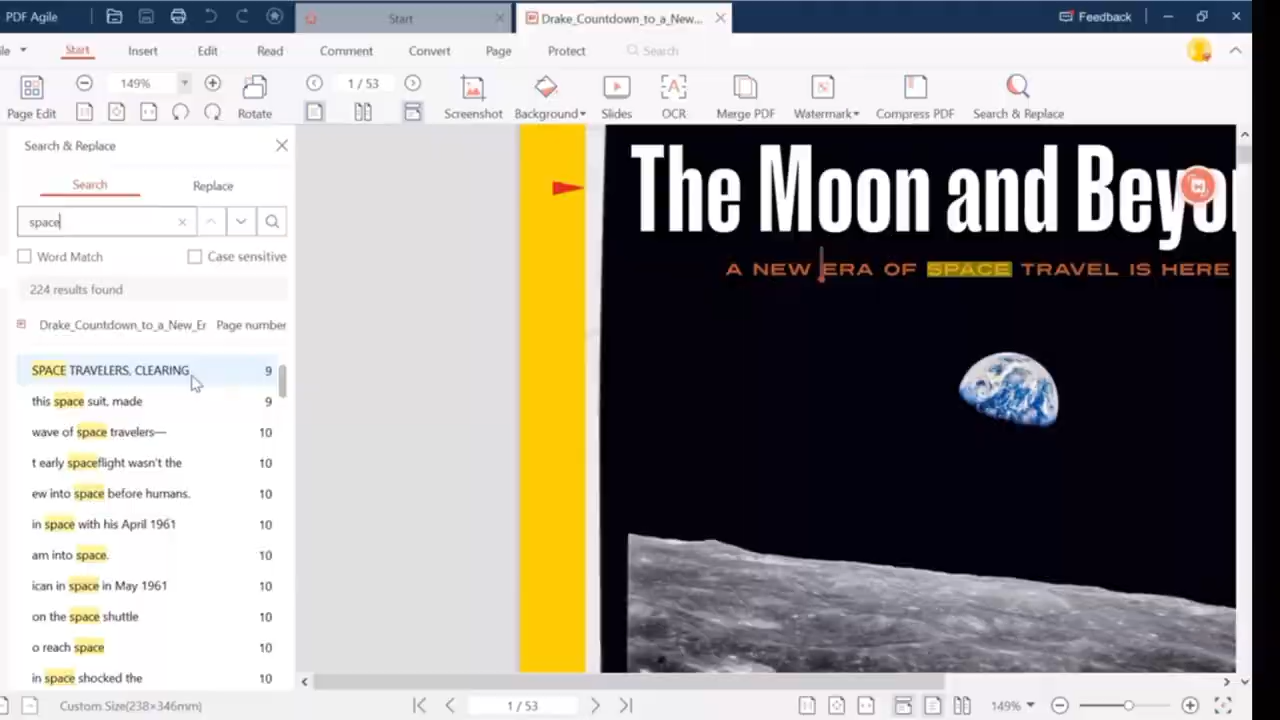 PDF Agile
Start
Drake_Countdown_to_a_New...
Feedback
Start
Insert
Edit
Read
Comment
Convert
Page
Protect
Search
149%
1 / 53
Page Edit
Rotate
Screenshot
Background
Slides
OCR
Merge PDF
Watermark
Compress PDF
Search & Replace
Search & Replace
Search
Replace
space
Word Match
Case sensitive
224 results found
Drake_Countdown_to_a_New_Er Page number
SPACE TRAVELERS, CLEARING 9
this space suit, made 9
wave of space travelers— 10
t early spaceflight wasn't the 10
ew into space before humans. 10
in space with his April 1961 10
am into space. 10
ican in space in May 1961 10
on the space shuttle 10
o reach space 10
in space shocked the 10
The Moon and Beyon
A NEW ERA OF SPACE TRAVEL IS HERE
Custom Size(238×346mm)
1 / 53
149%